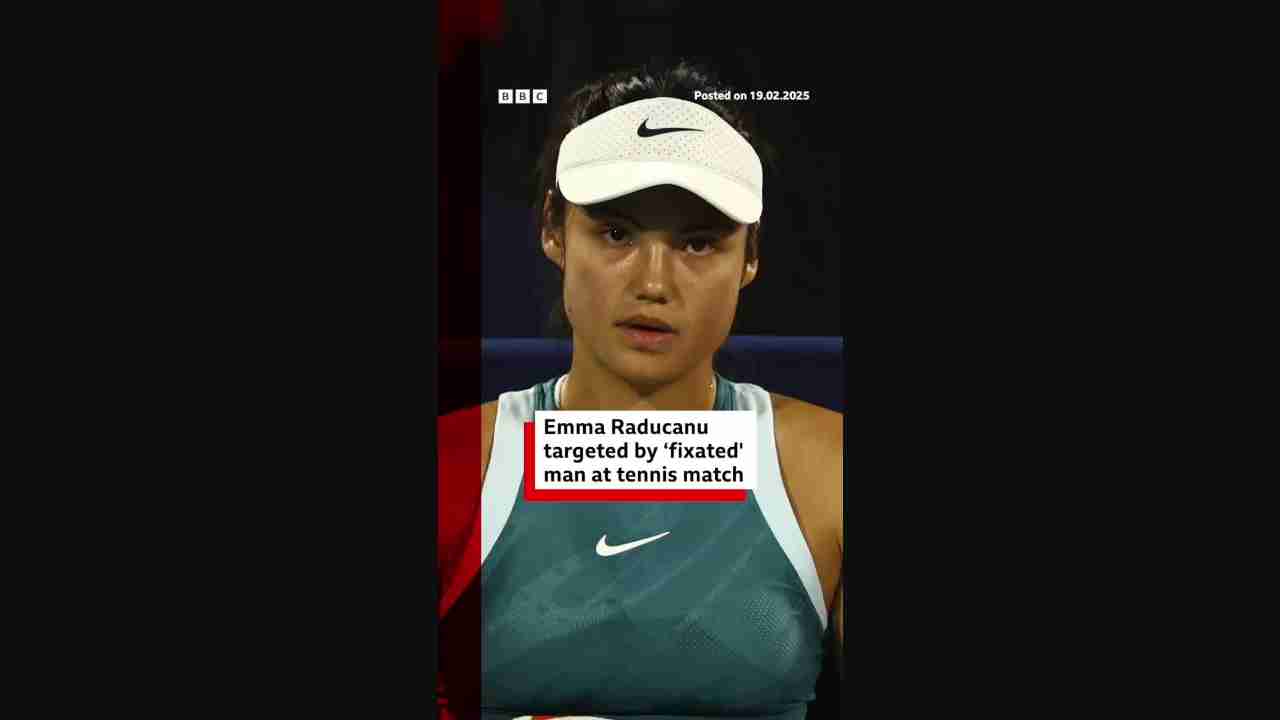 BBC
Posted on 19.02.2025
Emma Raducanu
targeted by ‘fixated'
man at tennis match